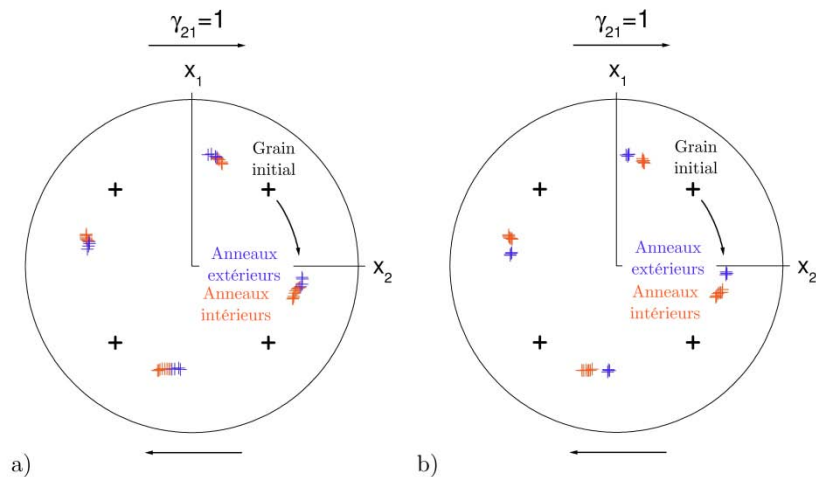 γ21=1
x1
Grain
initial
x2
Anneaux
extérieurs
Anneaux
intérieurs
a)
γ21=1
x1
Grain
initial
x2
Anneaux
extérieurs
Anneaux
intérieurs
b)